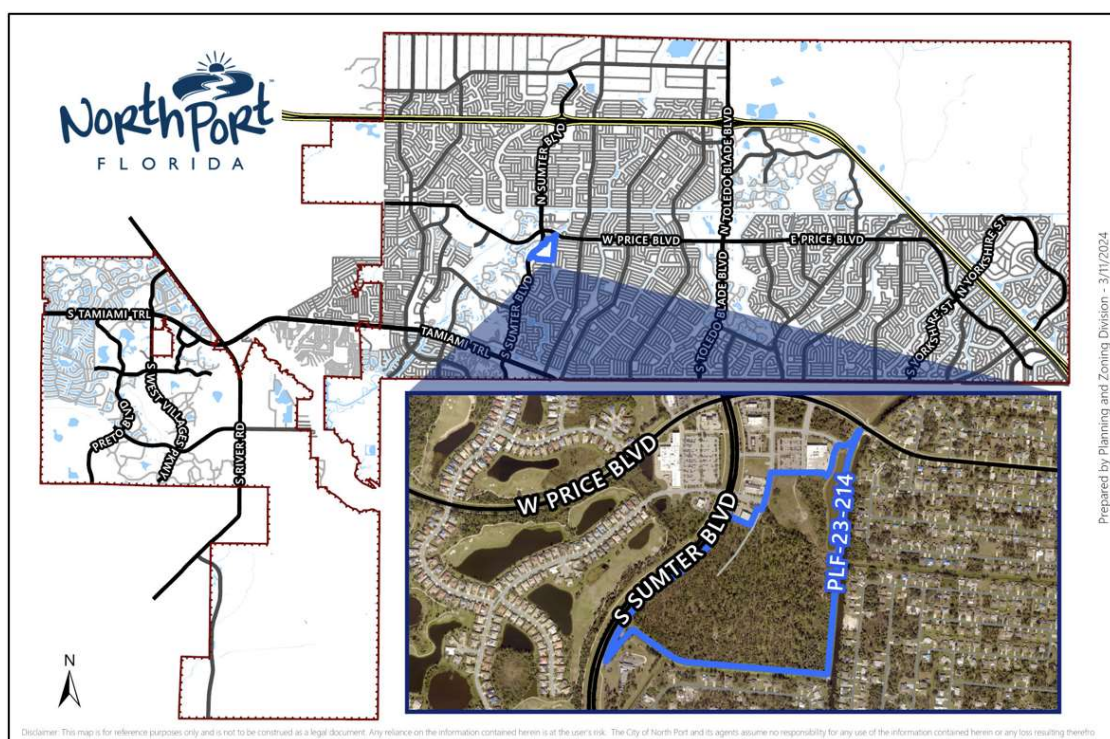 North Port
FLORIDA
N SUMTER BLVD
N TOLEDO BLADE BLVD
W PRICE BLVD
E PRICE BLVD
N YORKSHIRE ST
S YORKSHIRE ST
S TAMIAMI TRL
TAMIAMI TRL
S SUMTER BLVD
S TOLEDO BLADE BLVD
S WEST VILLAGES PKWY
PRETO BLVD
S RIVER RD
W PRICE BLVD
S SUMTER BLVD
PLF-23-214
N
Prepared by Planning and Zoning Division - 3/11/2024
Disclaimer: This map is for reference purposes only and is not to be construed as a legal document. Any reliance on the information contained herein is at the user's risk. The City of North Port and its agents assume no responsibility for any use of the information contained herein or any loss resulting therefro